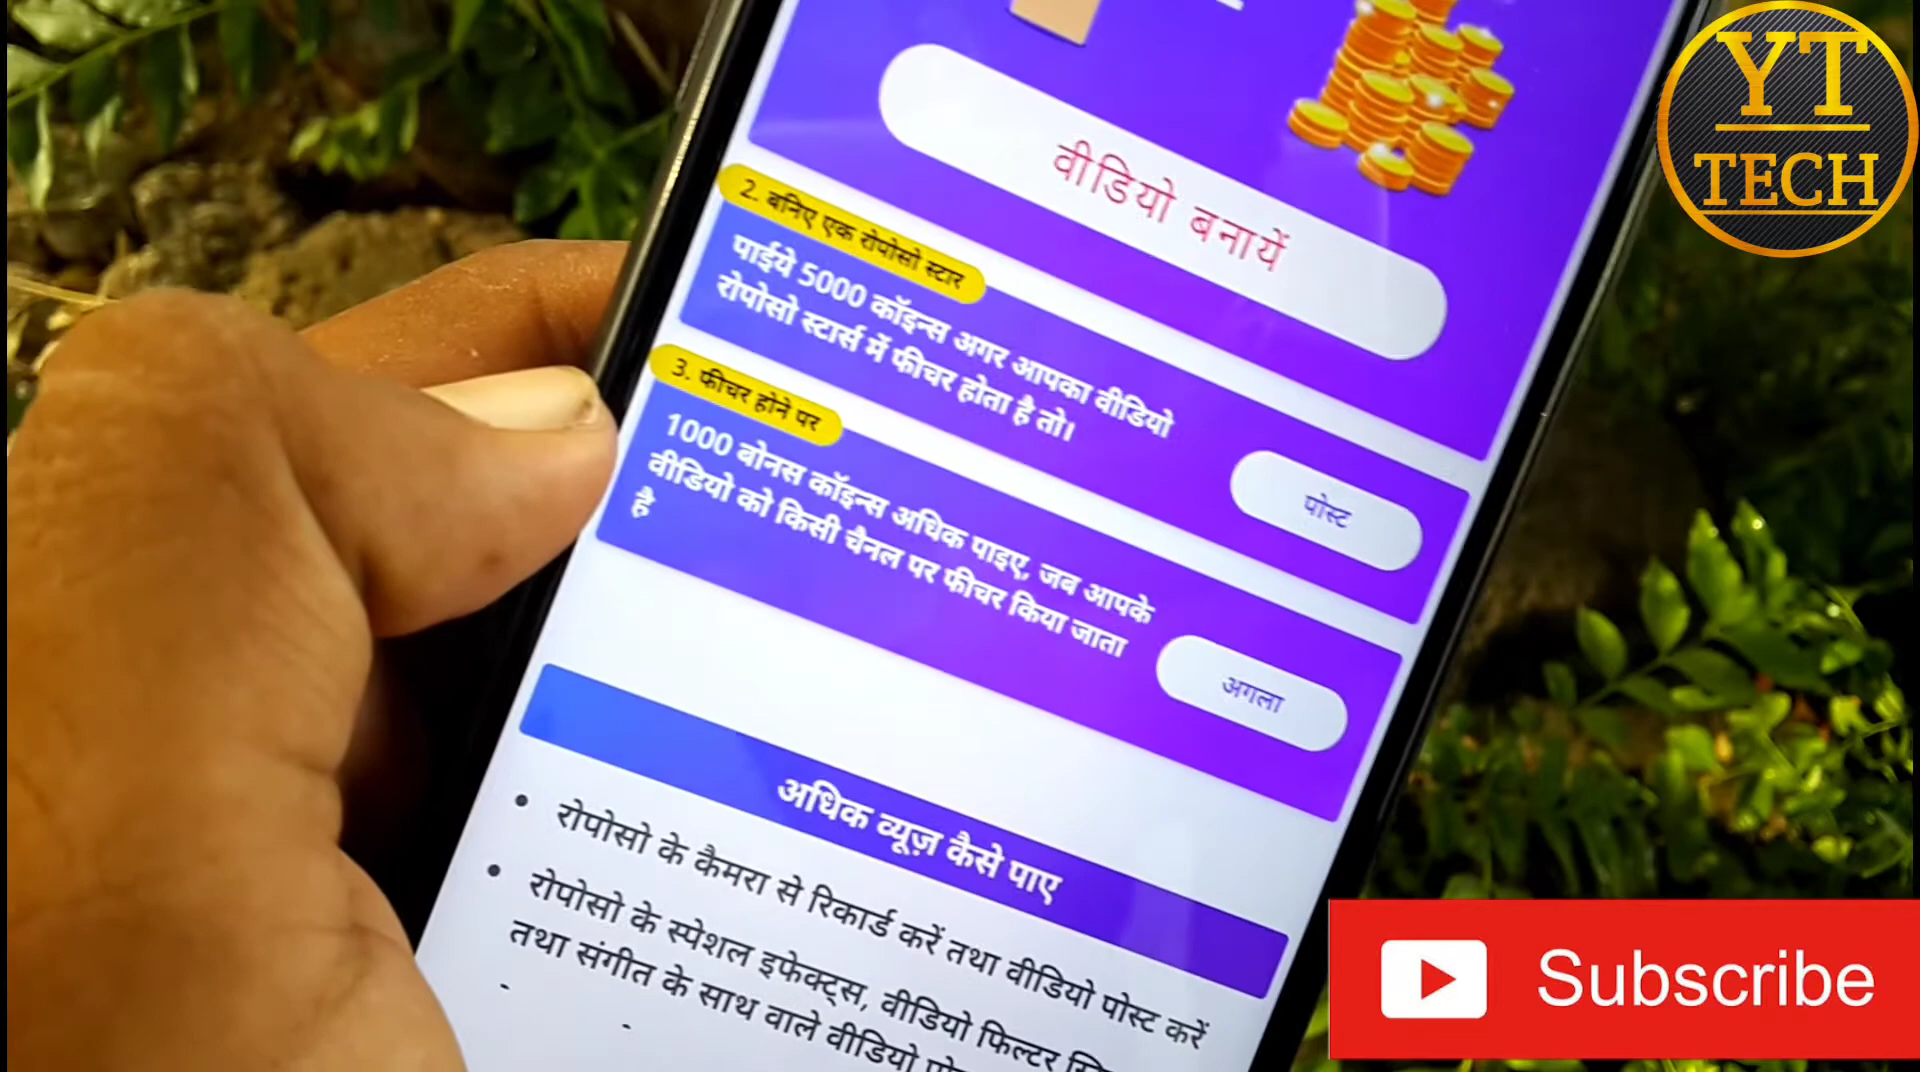 YT
TECH
वीडियो बनायें
2. बनिए एक रोपोसो स्टार
पाईये 5000 कॉइन्स अगर आपका वीडियो
रोपोसो स्टार्स में फीचर होता है तो।
पोस्ट
3. फीचर होने पर
1000 बोनस कॉइन्स अधिक पाइए, जब आपके
वीडियो को किसी चैनल पर फीचर किया जाता
है
अगला
अधिक व्यूज़ कैसे पाए
• रोपोसो के कैमरा से रिकार्ड करें तथा वीडियो पोस्ट करें
• रोपोसो के स्पेशल इफेक्ट्स, वीडियो फिल्टर
तथा संगीत के साथ वाले वीडियो
Subscribe